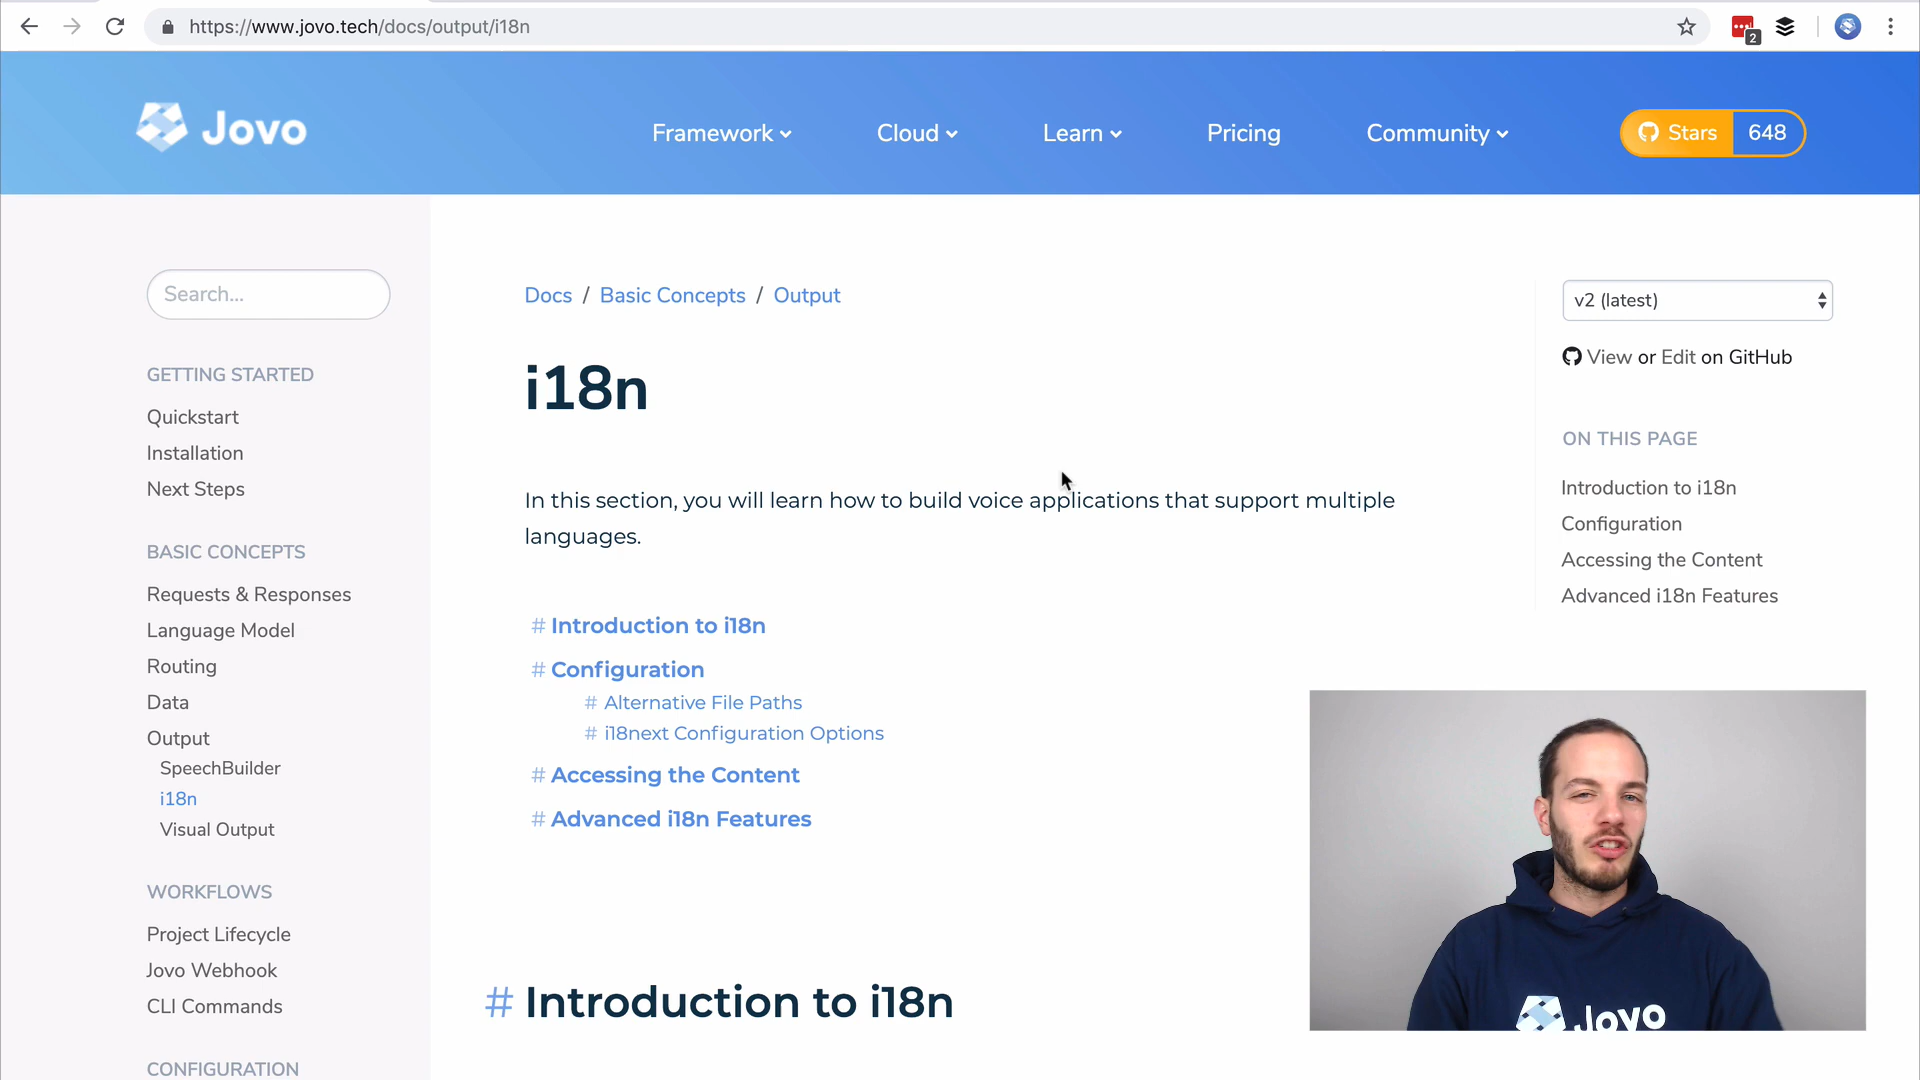 https://www.jovo.tech/docs/output/i18n
2
Jovo
Framework
Cloud
Learn
Pricing
Community
Stars 648
Search...
GETTING STARTED
Quickstart
Installation
Next Steps
BASIC CONCEPTS
Requests & Responses
Language Model
Routing
Data
Output
SpeechBuilder
i18n
Visual Output
WORKFLOWS
Project Lifecycle
Jovo Webhook
CLI Commands
CONFIGURATION
Docs / Basic Concepts / Output
i18n
In this section, you will learn how to build voice applications that support multiple
languages.
# Introduction to i18n
# Configuration
# Alternative File Paths
# i18next Configuration Options
# Accessing the Content
# Advanced i18n Features
# Introduction to i18n
v2 (latest)
View or Edit on GitHub
ON THIS PAGE
Introduction to i18n
Configuration
Accessing the Content
Advanced i18n Features
Jovo